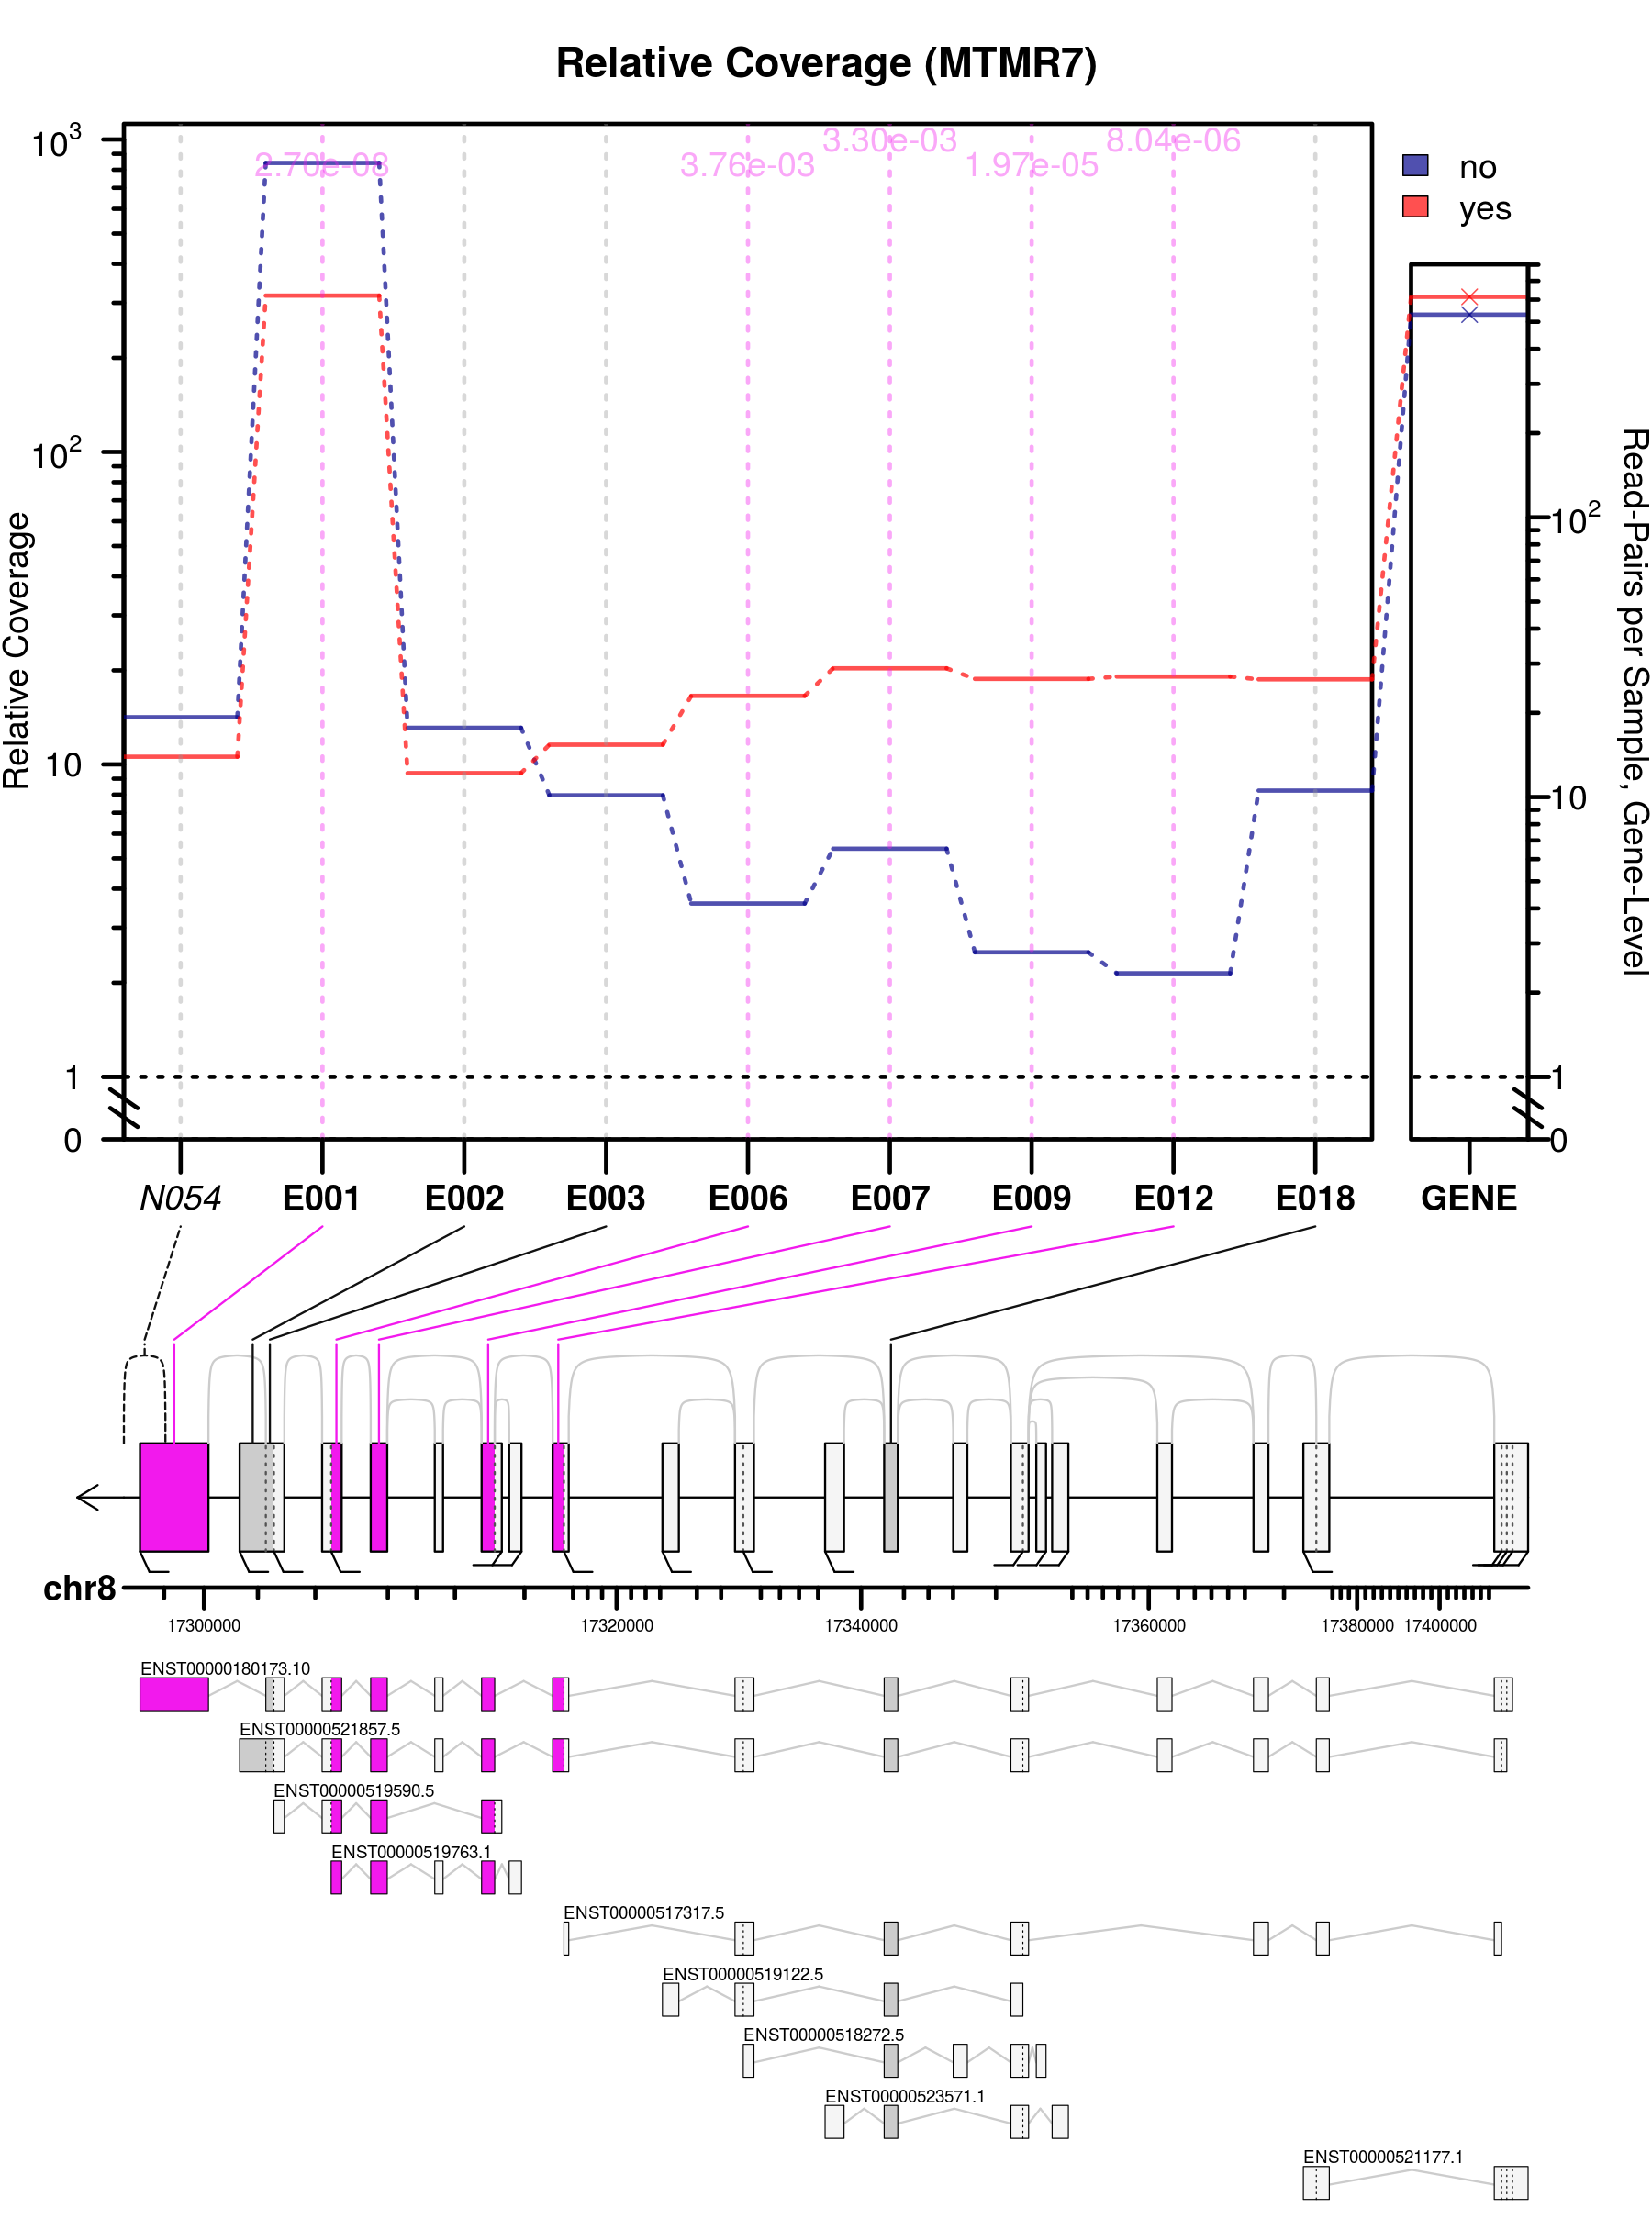 Relative Coverage (MTMR7)
10³
3.30e-03 8.04e-06
2.70e-08 3.76e-03 1.97e-05
no
yes
10²
10²
Relative Coverage
Read-Pairs per Sample, Gene-Level
10
10
1
1
0
0
N054 E001 E002 E003 E006 E007 E009 E012 E018 GENE
chr8
17300000 17320000 17340000 17360000 17380000 17400000
ENST00000180173.10
ENST00000521857.5
ENST00000519590.5
ENST00000519763.1
ENST00000517317.5
ENST00000519122.5
ENST00000518272.5
ENST00000523571.1
ENST00000521177.1